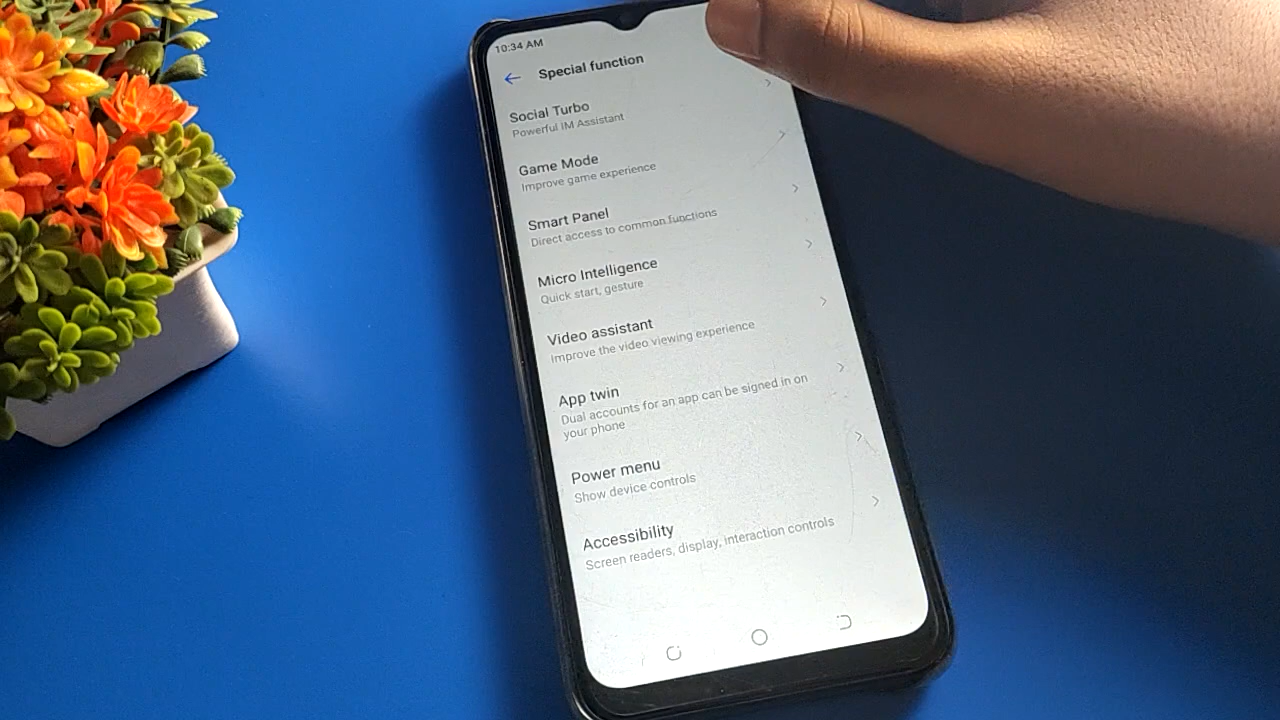 10:34 AM
Special function
Social Turbo
Powerful IM Assistant
Game Mode
Improve game experience
Smart Panel
Direct access to common functions
Micro Intelligence
Quick start, gesture
Video assistant
Improve the video viewing experience
App twin
Dual accounts for an app can be signed in on
your phone
Power menu
Show device controls
Accessibility
Screen readers, display, interaction controls